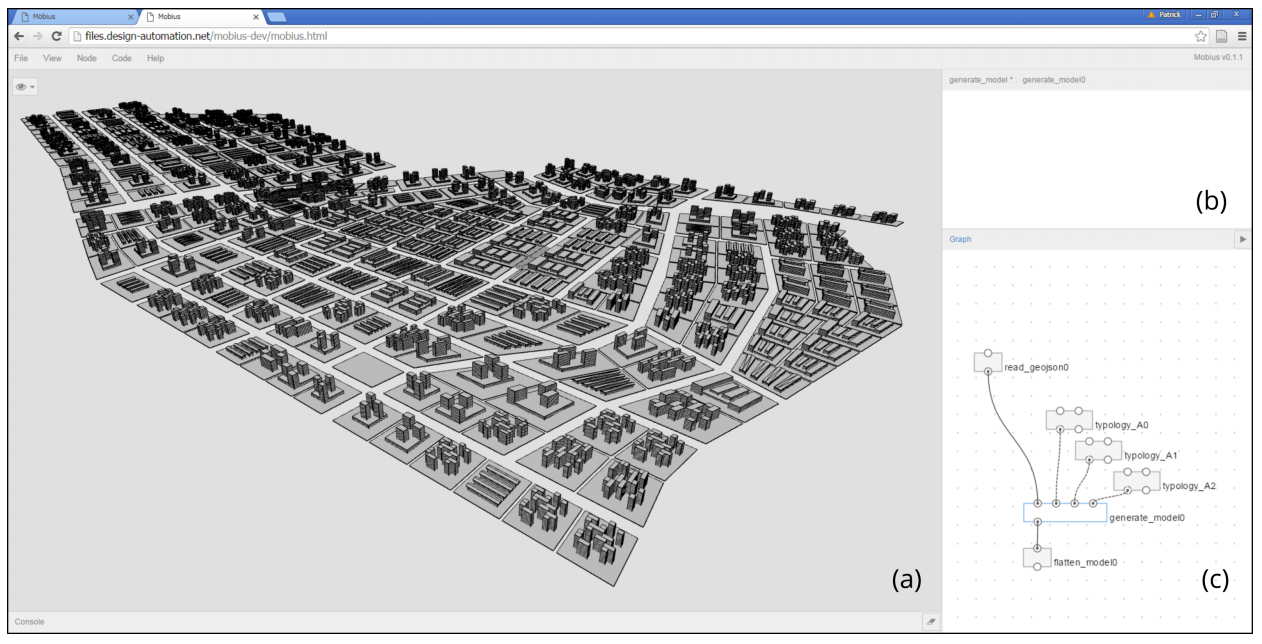 Mobius
Mobius
Patrick
files.design-automation.net/mobius-dev/mobius.html
File View Node Code Help
Mobius v0.1.1
generate_model * : generate_model0
(b)
Graph
read_geojson0
typology_A0
typology_A1
typology_A2
generate_model0
flatten_model0
(a)
(c)
Console